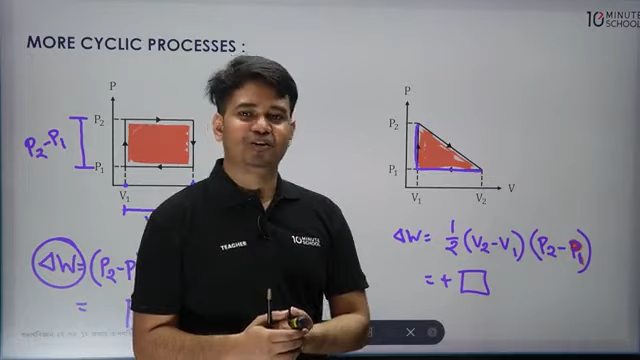 10 MINUTE SCHOOL
MORE CYCLIC PROCESSES :
P
P₂
P₁
P₂-P₁
V₁
ΔW = (P₂-P
=
TEACHER
10 MINUTE SCHOOL
P
P₂
P₁
V₁
V₂
V
ΔW = 1/2 (V₂-V₁) (P₂-P₁)
= + □